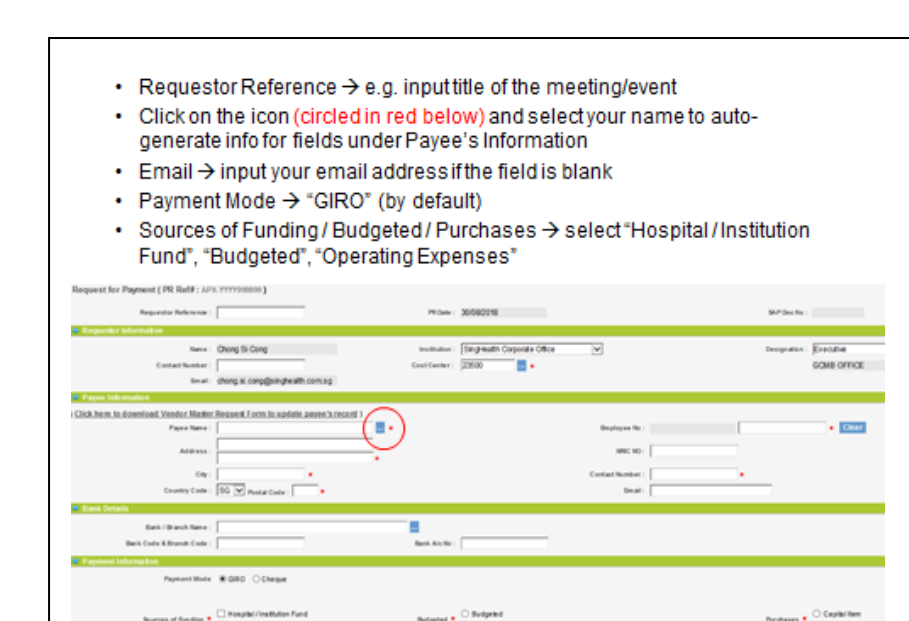 • Requestor Reference → e.g. input title of the meeting/event
• Click on the icon (circled in red below) and select your name to auto-
generate info for fields under Payee's Information
• Email → input your email address if the field is blank
• Payment Mode → “GIRO” (by default)
• Sources of Funding / Budgeted / Purchases → select “Hospital / Institution
Fund”, “Budgeted”, “Operating Expenses”
Request for Payment ( PR Ref# : APX-YYYY99999 )
Requestor Reference : PR Date : 30/08/2018 SAP Doc No :
Requestor Information
Name : Chong Si Cong Institution : SingHealth Corporate Office Designation : Executive
Contact Number : Cost Center : 23500 * GCMB OFFICE
Email : chong.si.cong@singhealth.com.sg
Payee Information
( Click here to download Vendor Master Request Form to update payee's record )
Payee Name : ... * Employee No : * Clear
Address : * NRIC NO :
City : * Contact Number : *
Country Code : SG Postal Code : * Email :
Bank Details
Bank / Branch Name : ...
Bank Code & Branch Code : Bank A/c No :
Payment Information
Payment Mode GIRO Cheque
Sources of Funding * Hospital / Institution Fund Budgeted * Budgeted Purchases * Capital Item